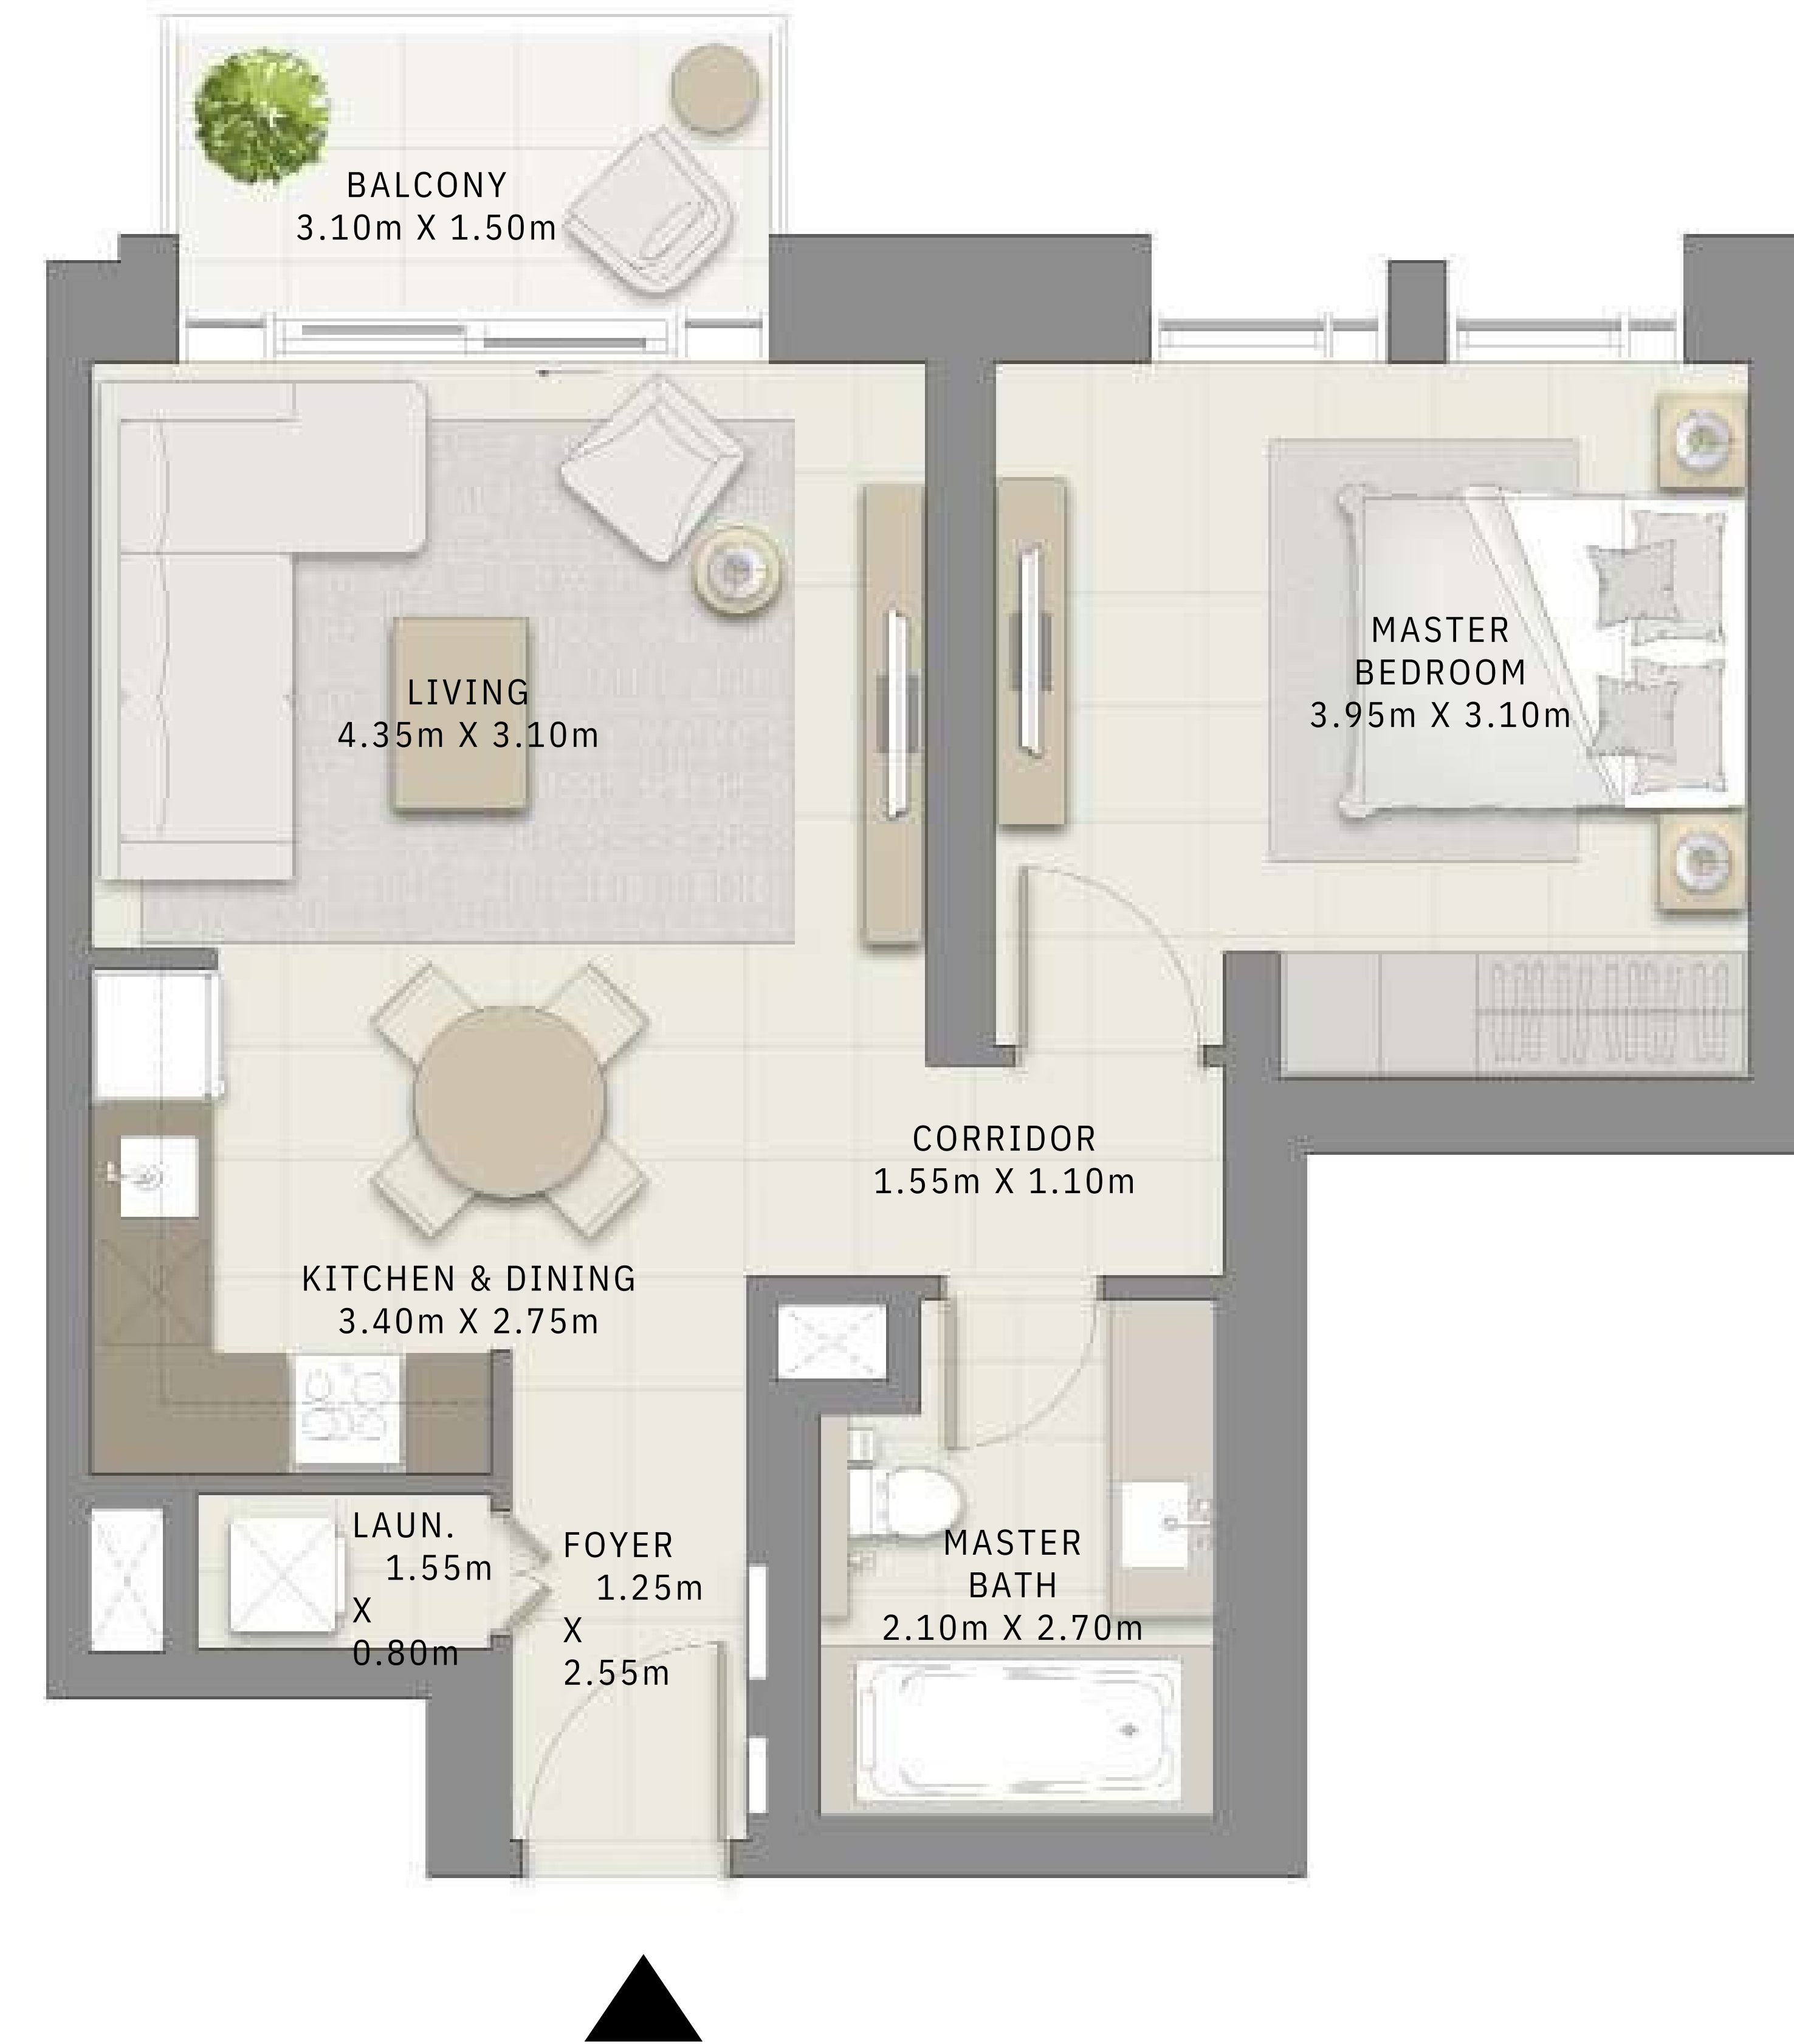 BALCONY
3.10m X 1.50m
LIVING
4.35m X 3.10m
MASTER
BEDROOM
3.95m X 3.10m
CORRIDOR
1.55m X 1.10m
KITCHEN & DINING
3.40m X 2.75m
LAUN.
1.55m
X
0.80m
FOYER
1.25m
X
2.55m
MASTER
BATH
2.10m X 2.70m